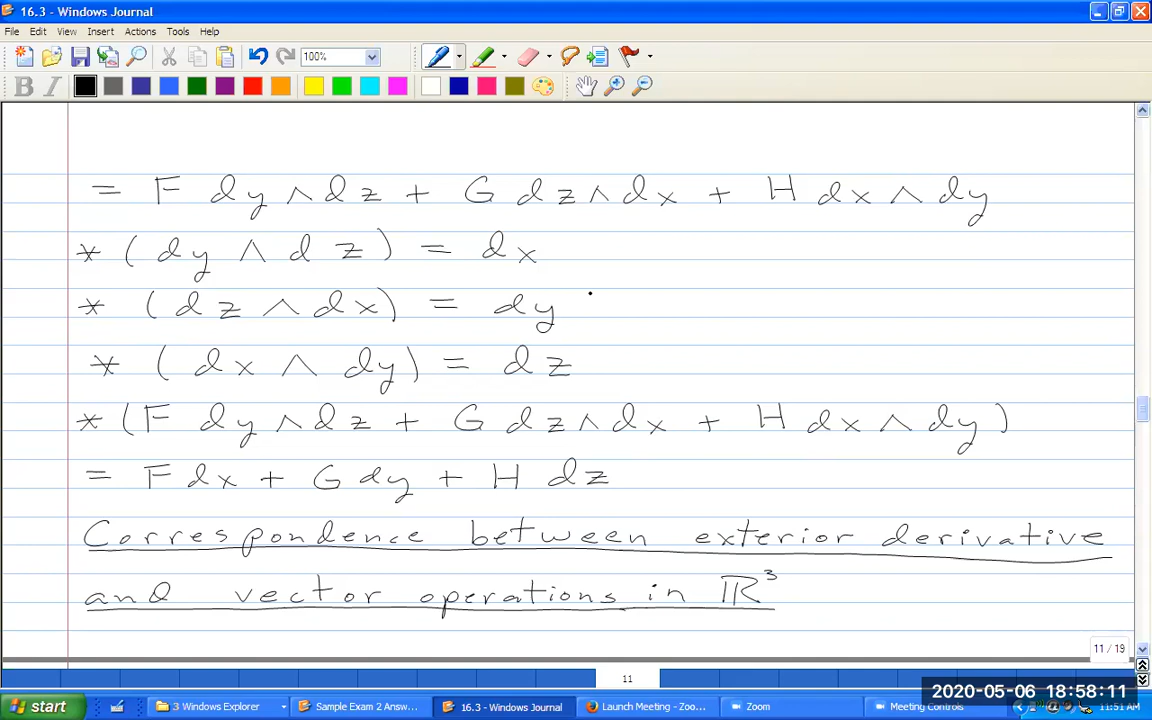 16.3 - Windows Journal
File Edit View Insert Actions Tools Help
100%
B I
= F dy ∧ dz + G dz ∧ dx + H dx ∧ dy
* (dy ∧ dz) = dx
* (dz ∧ dx) = dy
* (dx ∧ dy) = dz
* (F dy ∧ dz + G dz ∧ dx + H dx ∧ dy)
= F dx + G dy + H dz
Correspondence between exterior derivative
and vector operations in ℝ³
11 / 19
11
2020-05-06 18:58:11
start 3 Windows Explorer Sample Exam 2 Answ... 16.3 - Windows Journal Launch Meeting - Zoo... Zoom Meeting Controls 11:51 AM